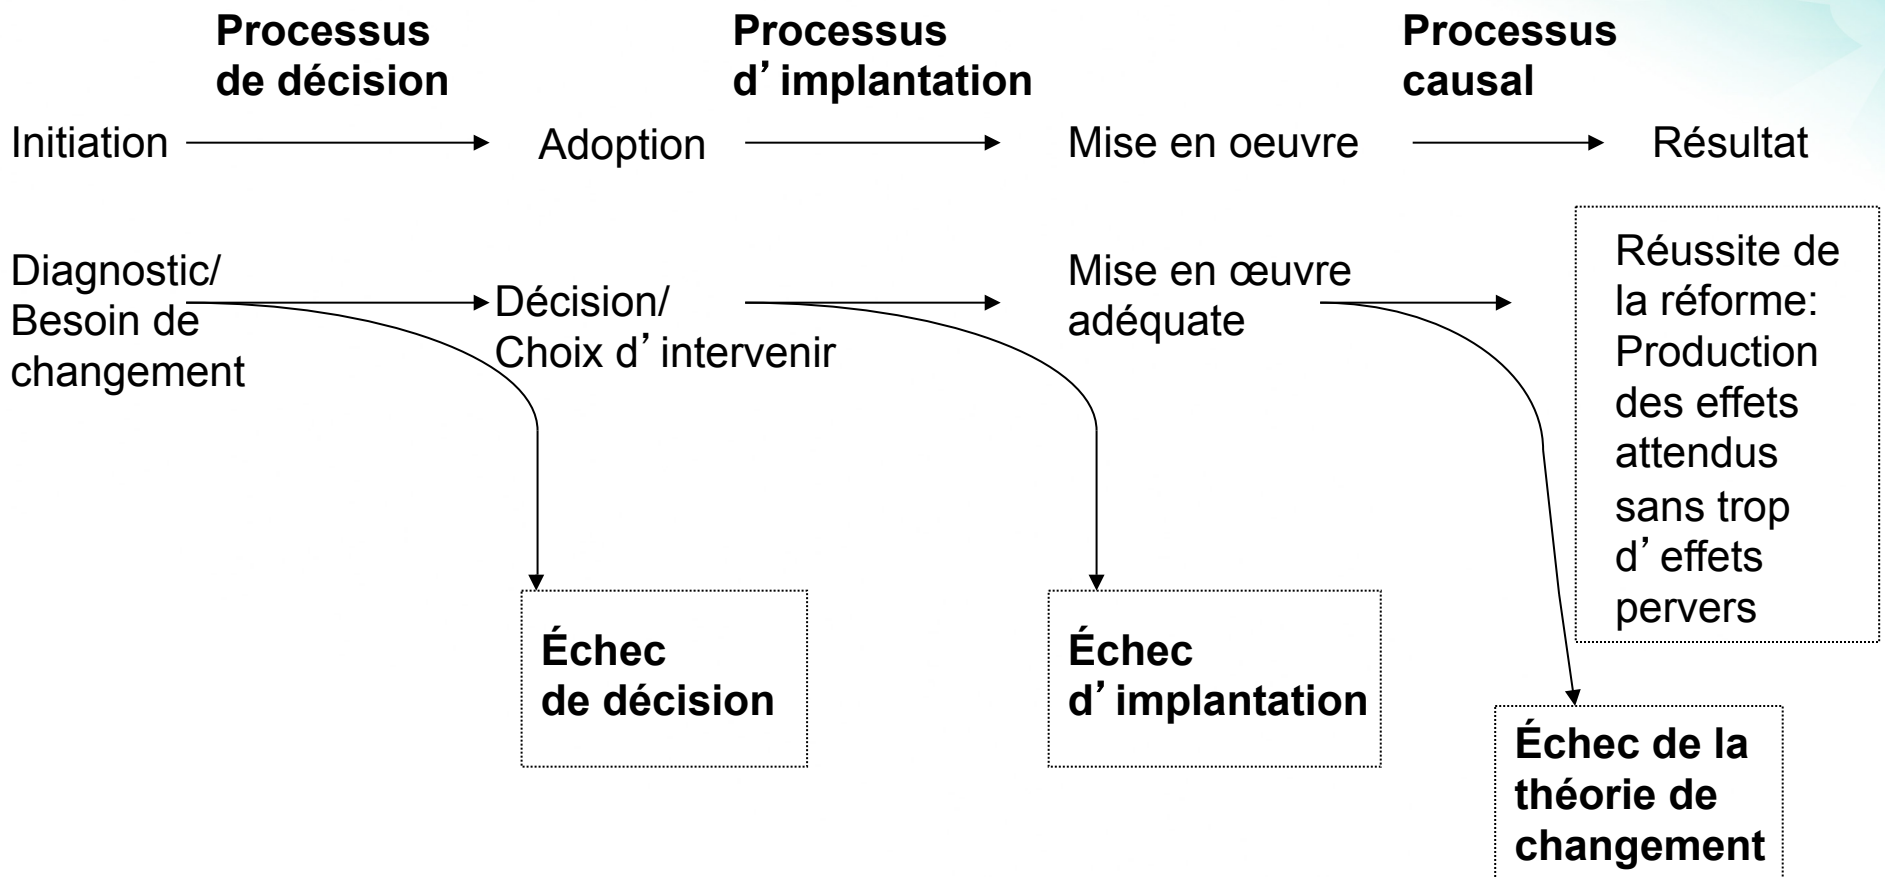 Processus
de décision
Processus
d’implantation
Processus
causal
Initiation
Adoption
Mise en oeuvre
Résultat
Diagnostic/
Besoin de
changement
Décision/
Choix d’intervenir
Mise en œuvre
adéquate
Réussite de
la réforme:
Production
des effets
attendus
sans trop
d’effets
pervers
Échec
de décision
Échec
d’implantation
Échec de la
théorie de
changement